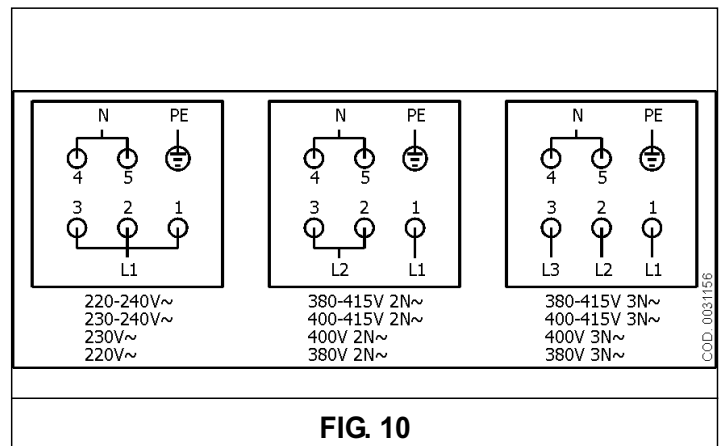 N PE
4 5
3 2 1
L1
220-240V~
230-240V~
230V~
220V~
N PE
4 5
3 2 1
L2 L1
380-415V 2N~
400-415V 2N~
400V 2N~
380V 2N~
N PE
4 5
3 2 1
L3 L2 L1
380-415V 3N~
400-415V 3N~
400V 3N~
380V 3N~
COD. 0031156
FIG. 10